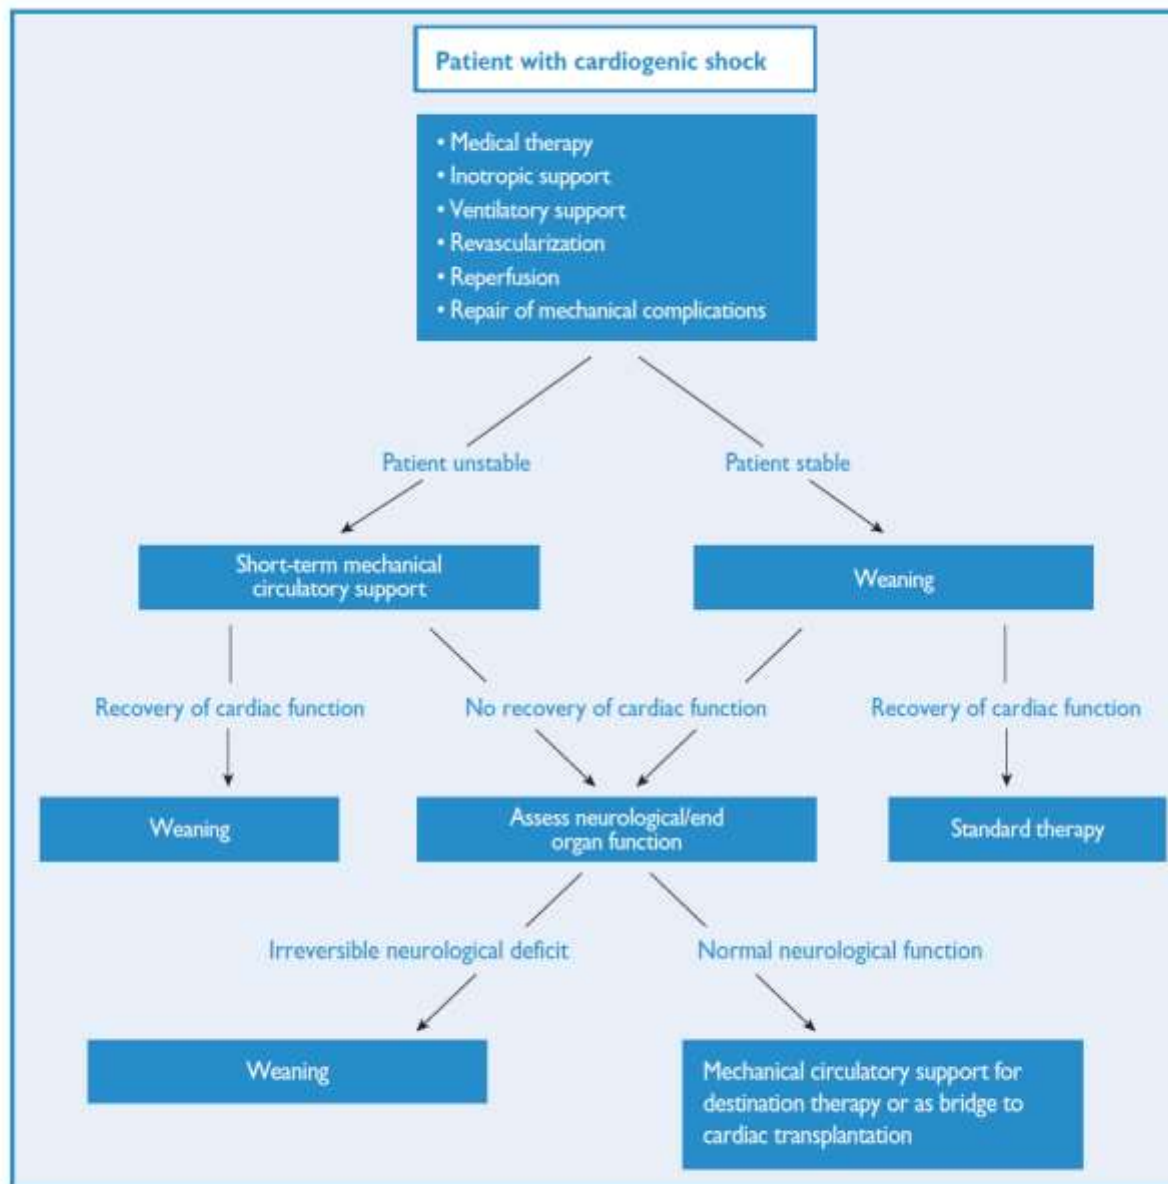 Patient with cardiogenic shock
• Medical therapy
• Inotropic support
• Ventilatory support
• Revascularization
• Reperfusion
• Repair of mechanical complications
Patient unstable
Patient stable
Short-term mechanical
circulatory support
Weaning
Recovery of cardiac function
No recovery of cardiac function
Recovery of cardiac function
Weaning
Assess neurological/end
organ function
Standard therapy
Irreversible neurological deficit
Normal neurological function
Weaning
Mechanical circulatory support for
destination therapy or as bridge to
cardiac transplantation